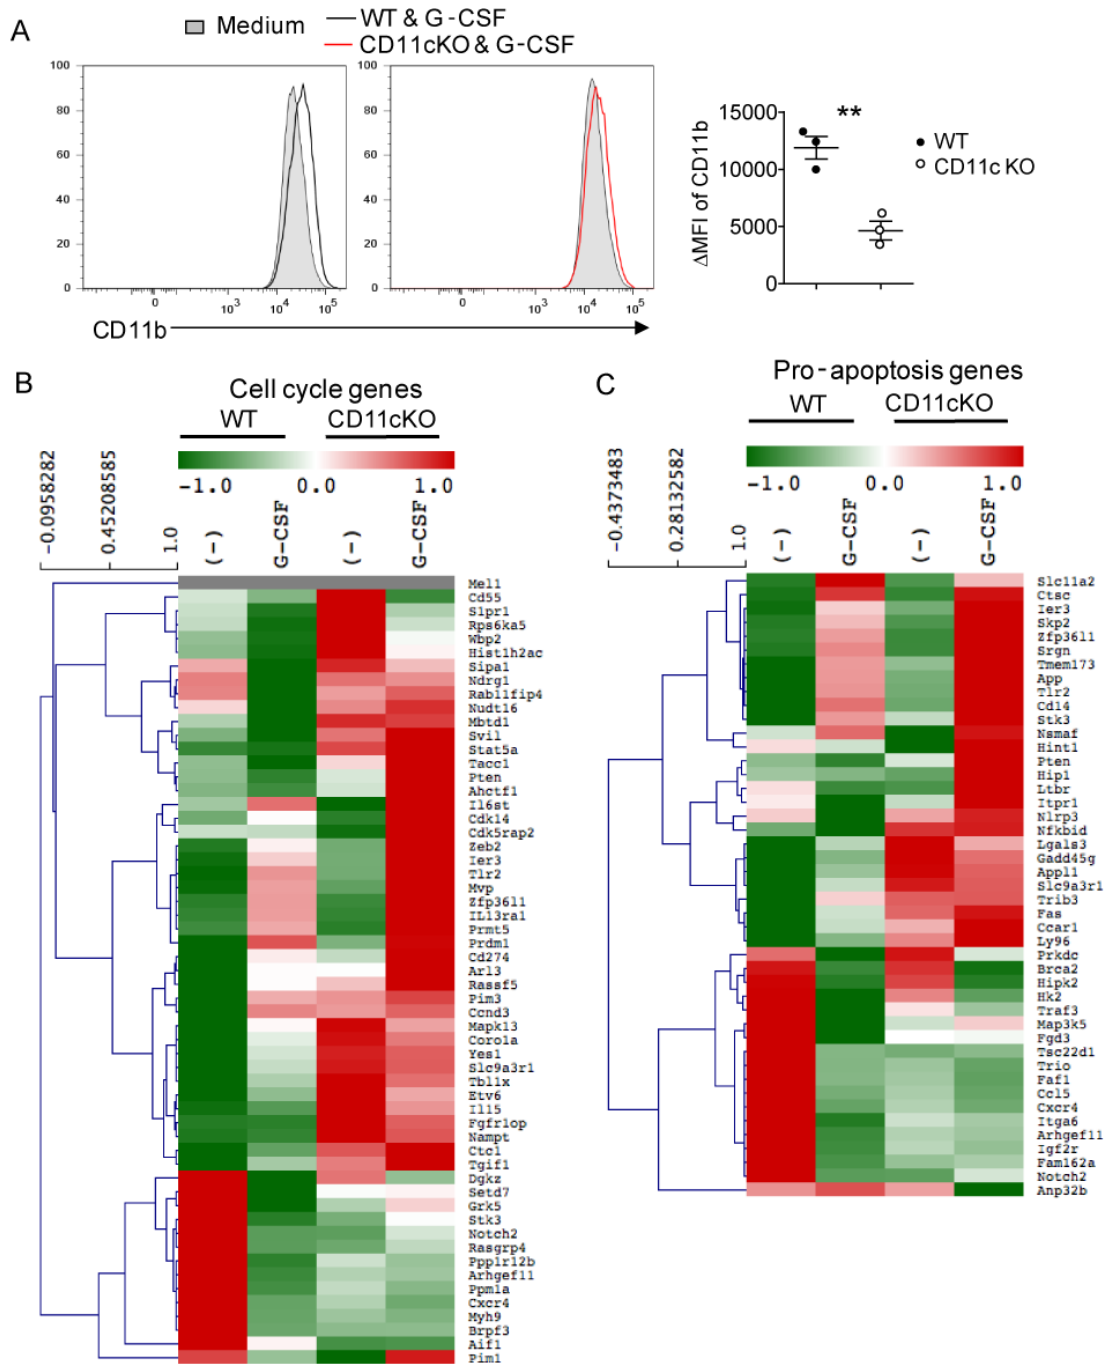 A
Medium
WT & G-CSF
CD11cKO & G-CSF
100
80
60
40
20
0
0
10³
10⁴
10⁵
100
80
60
40
20
0
0
10³
10⁴
10⁵
CD11b
15000
10000
5000
0
ΔMFI of CD11b
**
WT
CD11c KO
B
Cell cycle genes
WT
CD11cKO
-0.0958282
0.45208585
1.0
-1.0
0.0
1.0
(-)
G-CSF
(-)
G-CSF
Mel1
Cd55
S1pr1
Rps6ka5
Wbp2
Hist1h2ac
Sipa1
Ndrg1
Rab11fip4
Nudt16
Mbtd1
Svil
Stat5a
Tacc1
Pten
Ahctf1
Il6st
Cdk14
Cdk5rap2
Zeb2
Ier3
Tlr2
Mvp
Zfp36l1
IL13ra1
Prmt5
Prdm1
Cd274
Arl3
Rassf5
Pim3
Ccnd3
Mapk13
Coro1a
Yes1
Slc9a3r1
Tbl1x
Etv6
Il15
Fgfr1op
Nampt
Ctc1
Tgif1
Dgkz
Setd7
Grk5
Stk3
Notch2
Rasgrp4
Ppp1r12b
Arhgef11
Ppm1a
Cxcr4
Myh9
Brpf3
Aif1
Pim1
C
Pro-apoptosis genes
WT
CD11cKO
-0.4373483
0.28132582
1.0
-1.0
0.0
1.0
(-)
G-CSF
(-)
G-CSF
Slc11a2
Ctsc
Ier3
Skp2
Zfp36l1
Srgn
Tmem173
App
Tlr2
Cd14
Stk3
Nsmaf
Hint1
Pten
Hip1
Ltbr
Itpr1
Nlrp3
Nfkbid
Lgals3
Gadd45g
Appl1
Slc9a3r1
Trib3
Fas
Ccar1
Ly96
Prkdc
Brca2
Hipk2
Hk2
Traf3
Map3k5
Fgd3
Tsc22d1
Trio
Faf1
Ccl5
Cxcr4
Itga6
Arhgef11
Igf2r
Fam162a
Notch2
Anp32b